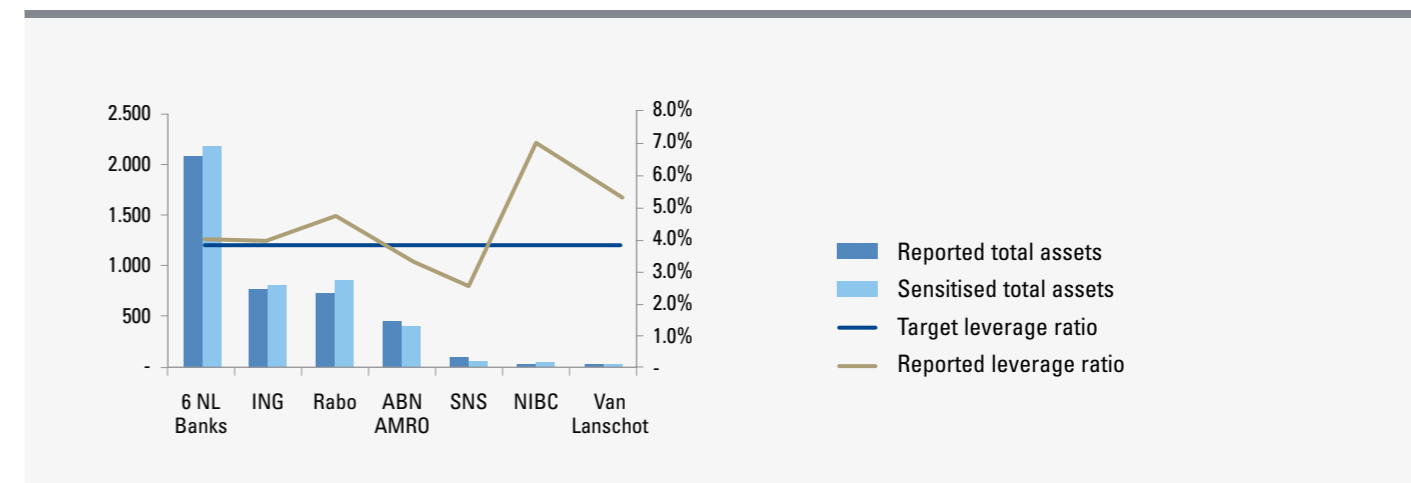 2.500
2.000
1.500
1.000
500
-
8.0%
7.0%
6.0%
5.0%
4.0%
3.0%
2.0%
1.0%
-
6 NL ING Rabo ABN SNS NIBC Van
Banks AMRO Lanschot
Reported total assets
Sensitised total assets
Target leverage ratio
Reported leverage ratio